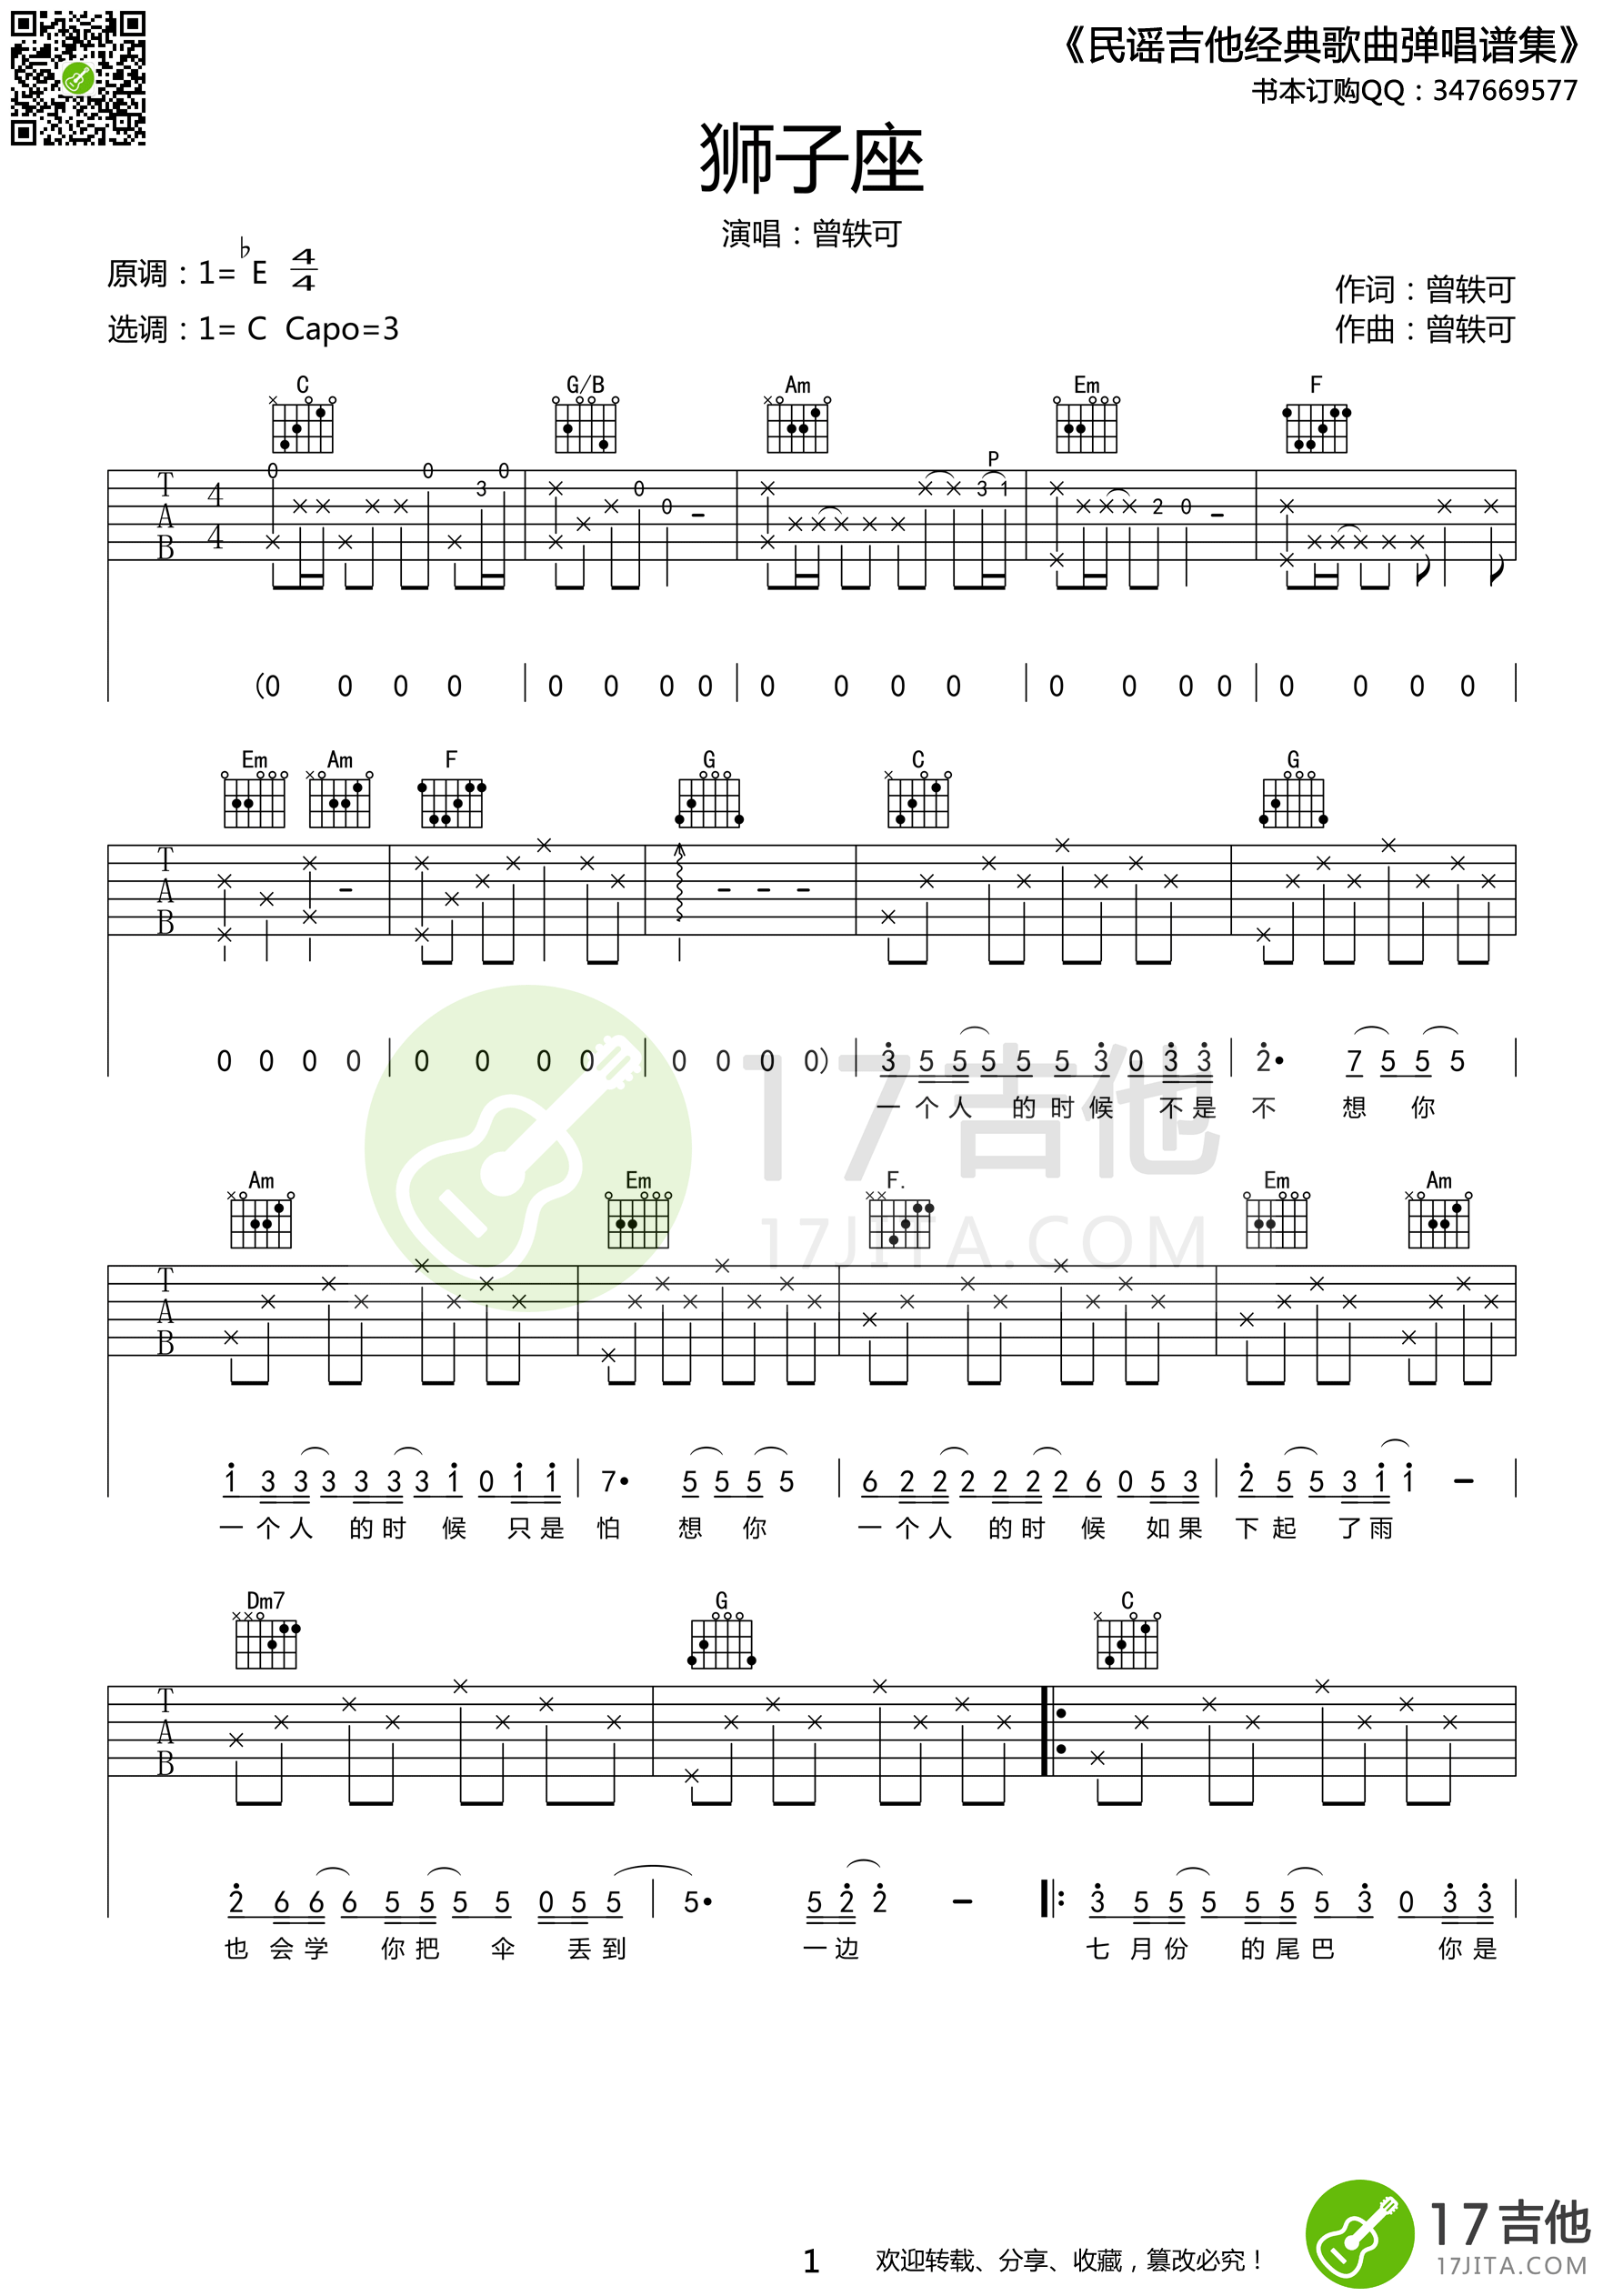 《民谣吉他经典歌曲弹唱谱集》
书本订购QQ：347669577
狮子座
演唱：曾轶可
原调：1=♭E 4/4
作词：曾轶可
选调：1= C Capo=3
作曲：曾轶可
C G/B Am Em F
T A B 4 4 0 3 0 0 0 P 3 1 2 0
(0 0 0 0 | 0 0 0 0 | 0 0 0 0 | 0 0 0 0 | 0 0 0 0 |
Em Am F G C G
T A B
0 0 0 0 | 0 0 0 0 | 0 0 0 0) | 3 5 5 5 5 5 3 0 3 3 | 2· 7 5 5 5 |
一个人 的时候 不是 不 想 你
17吉他
17JITA.COM
Am Em F. Em Am
T A B
1 3 3 3 3 3 3 1 0 1 1 | 7· 5 5 5 5 | 6 2 2 2 2 2 2 6 0 5 3 | 2 5 5 3 1 1 - |
一个人 的时 候 只是 怕 想 你 一个人 的时 候 如果 下起 了雨
Dm7 G C
T A B
2 6 6 6 5 5 5 5 0 5 5 | 5· 5 2 2 - |: 3 5 5 5 5 5 5 3 0 3 3 |
也会学 你把 伞 丢到 一边 七月份 的尾巴 你是
1 欢迎转载、分享、收藏，篡改必究！
17吉他
17JITA.COM